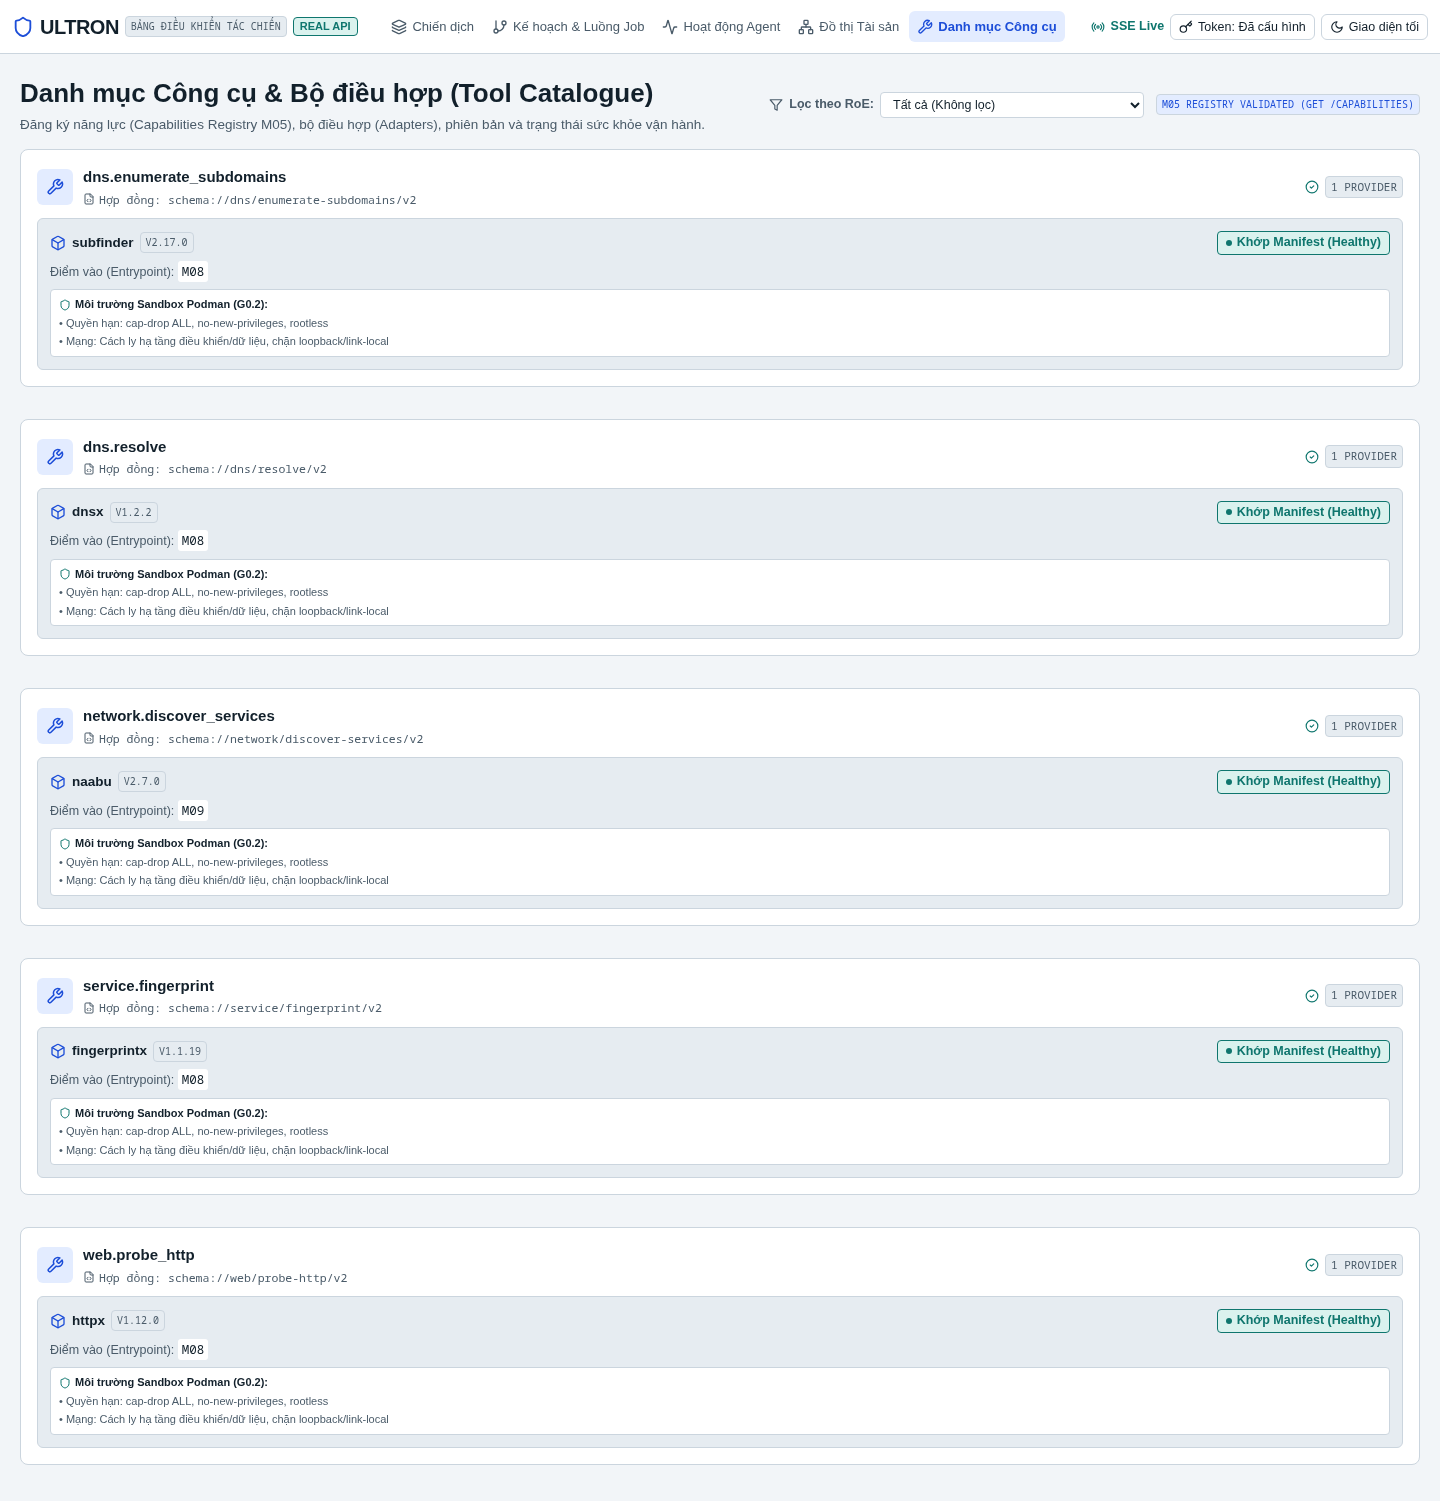 ULTRON BẢNG ĐIỀU KHIỂN TÁC CHIẾN REAL API Chiến dịch Kế hoạch & Luồng Job Hoạt động Agent Đồ thị Tài sản Danh mục Công cụ SSE Live Token: Đã cấu hình Giao diện tối
Danh mục Công cụ & Bộ điều hợp (Tool Catalogue)
Đăng ký năng lực (Capabilities Registry M05), bộ điều hợp (Adapters), phiên bản và trạng thái sức khỏe vận hành.
Lọc theo RoE: Tất cả (Không lọc) M05 REGISTRY VALIDATED (GET /CAPABILITIES)
dns.enumerate_subdomains
Hợp đồng: schema://dns/enumerate-subdomains/v2
1 PROVIDER
subfinder V2.17.0 Khớp Manifest (Healthy)
Điểm vào (Entrypoint): M08
Môi trường Sandbox Podman (G0.2):
• Quyền hạn: cap-drop ALL, no-new-privileges, rootless
• Mạng: Cách ly hạ tầng điều khiển/dữ liệu, chặn loopback/link-local
dns.resolve
Hợp đồng: schema://dns/resolve/v2
1 PROVIDER
dnsx V1.2.2 Khớp Manifest (Healthy)
Điểm vào (Entrypoint): M08
Môi trường Sandbox Podman (G0.2):
• Quyền hạn: cap-drop ALL, no-new-privileges, rootless
• Mạng: Cách ly hạ tầng điều khiển/dữ liệu, chặn loopback/link-local
network.discover_services
Hợp đồng: schema://network/discover-services/v2
1 PROVIDER
naabu V2.7.0 Khớp Manifest (Healthy)
Điểm vào (Entrypoint): M09
Môi trường Sandbox Podman (G0.2):
• Quyền hạn: cap-drop ALL, no-new-privileges, rootless
• Mạng: Cách ly hạ tầng điều khiển/dữ liệu, chặn loopback/link-local
service.fingerprint
Hợp đồng: schema://service/fingerprint/v2
1 PROVIDER
fingerprintx V1.1.19 Khớp Manifest (Healthy)
Điểm vào (Entrypoint): M08
Môi trường Sandbox Podman (G0.2):
• Quyền hạn: cap-drop ALL, no-new-privileges, rootless
• Mạng: Cách ly hạ tầng điều khiển/dữ liệu, chặn loopback/link-local
web.probe_http
Hợp đồng: schema://web/probe-http/v2
1 PROVIDER
httpx V1.12.0 Khớp Manifest (Healthy)
Điểm vào (Entrypoint): M08
Môi trường Sandbox Podman (G0.2):
• Quyền hạn: cap-drop ALL, no-new-privileges, rootless
• Mạng: Cách ly hạ tầng điều khiển/dữ liệu, chặn loopback/link-local